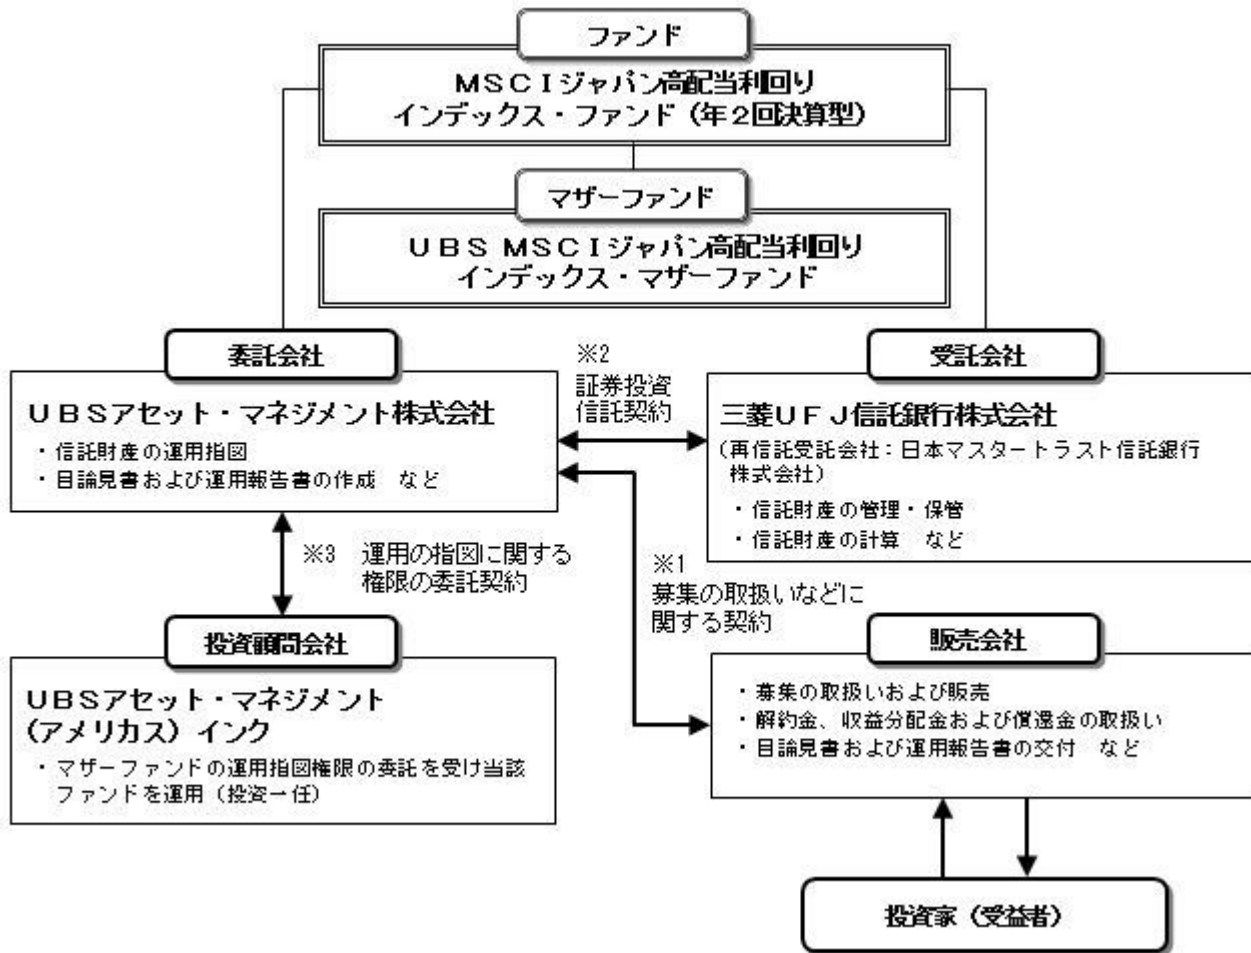 ファンド
MSCIジャパン高配当利回り
インデックス・ファンド（年2回決算型）
マザーファンド
UBS MSCIジャパン高配当利回り
インデックス・マザーファンド
委託会社
UBSアセット・マネジメント株式会社
・信託財産の運用指図
・目論見書および運用報告書の作成　など
※2
証券投資
信託契約
受託会社
三菱UFJ信託銀行株式会社
（再信託受託会社：日本マスタートラスト信託銀行
株式会社）
・信託財産の管理・保管
・信託財産の計算　など
※3　運用の指図に関する
権限の委託契約
※1
募集の取扱いなどに
関する契約
投資顧問会社
UBSアセット・マネジメント
（アメリカス）インク
・マザーファンドの運用指図権限の委託を受け当該
ファンドを運用（投資一任）
販売会社
・募集の取扱いおよび販売
・解約金、収益分配金および償還金の取扱い
・目論見書および運用報告書の交付　など
投資家（受益者）